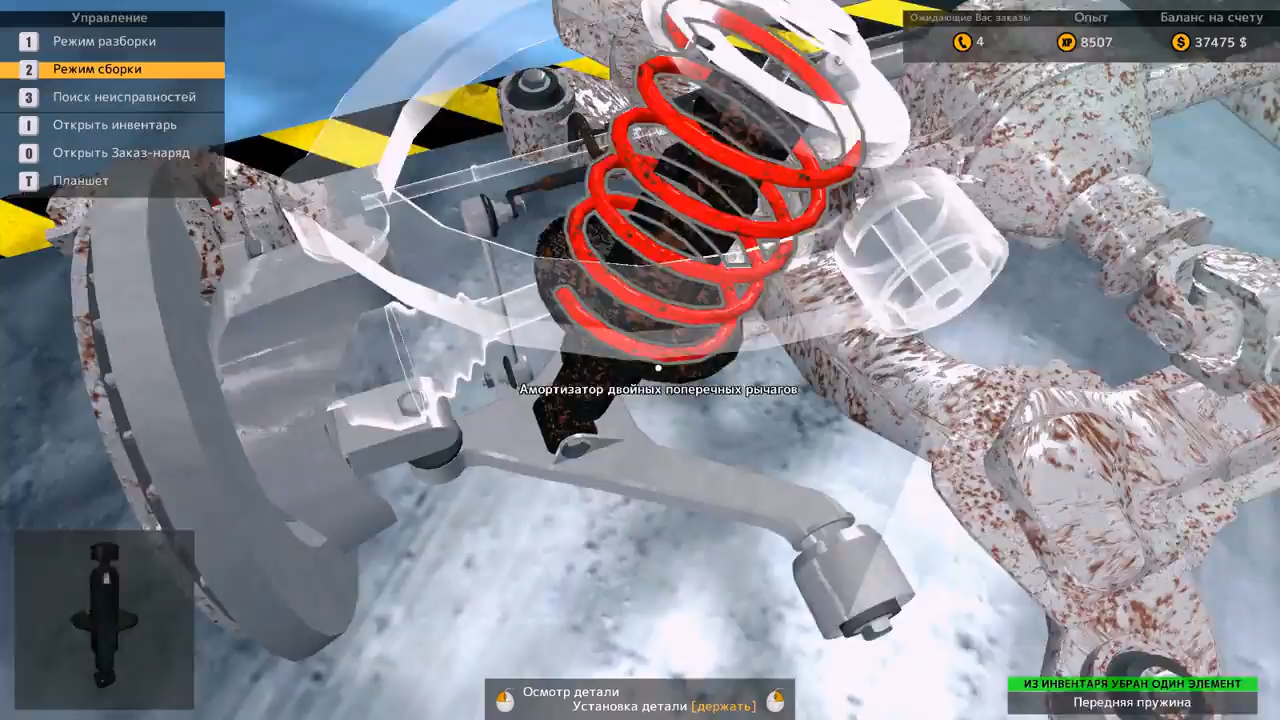 Управление
1 Режим разборки
2 Режим сборки
3 Поиск неисправностей
I Открыть инвентарь
O Открыть Заказ-наряд
T Планшет
Ожидающие Вас заказы Опыт Баланс на счету
4 XP 8507 $ 37475 $
Амортизатор двойных поперечных рычагов
Осмотр детали
Установка детали [держать]
ИЗ ИНВЕНТАРЯ УБРАН ОДИН ЭЛЕМЕНТ
Передняя пружина